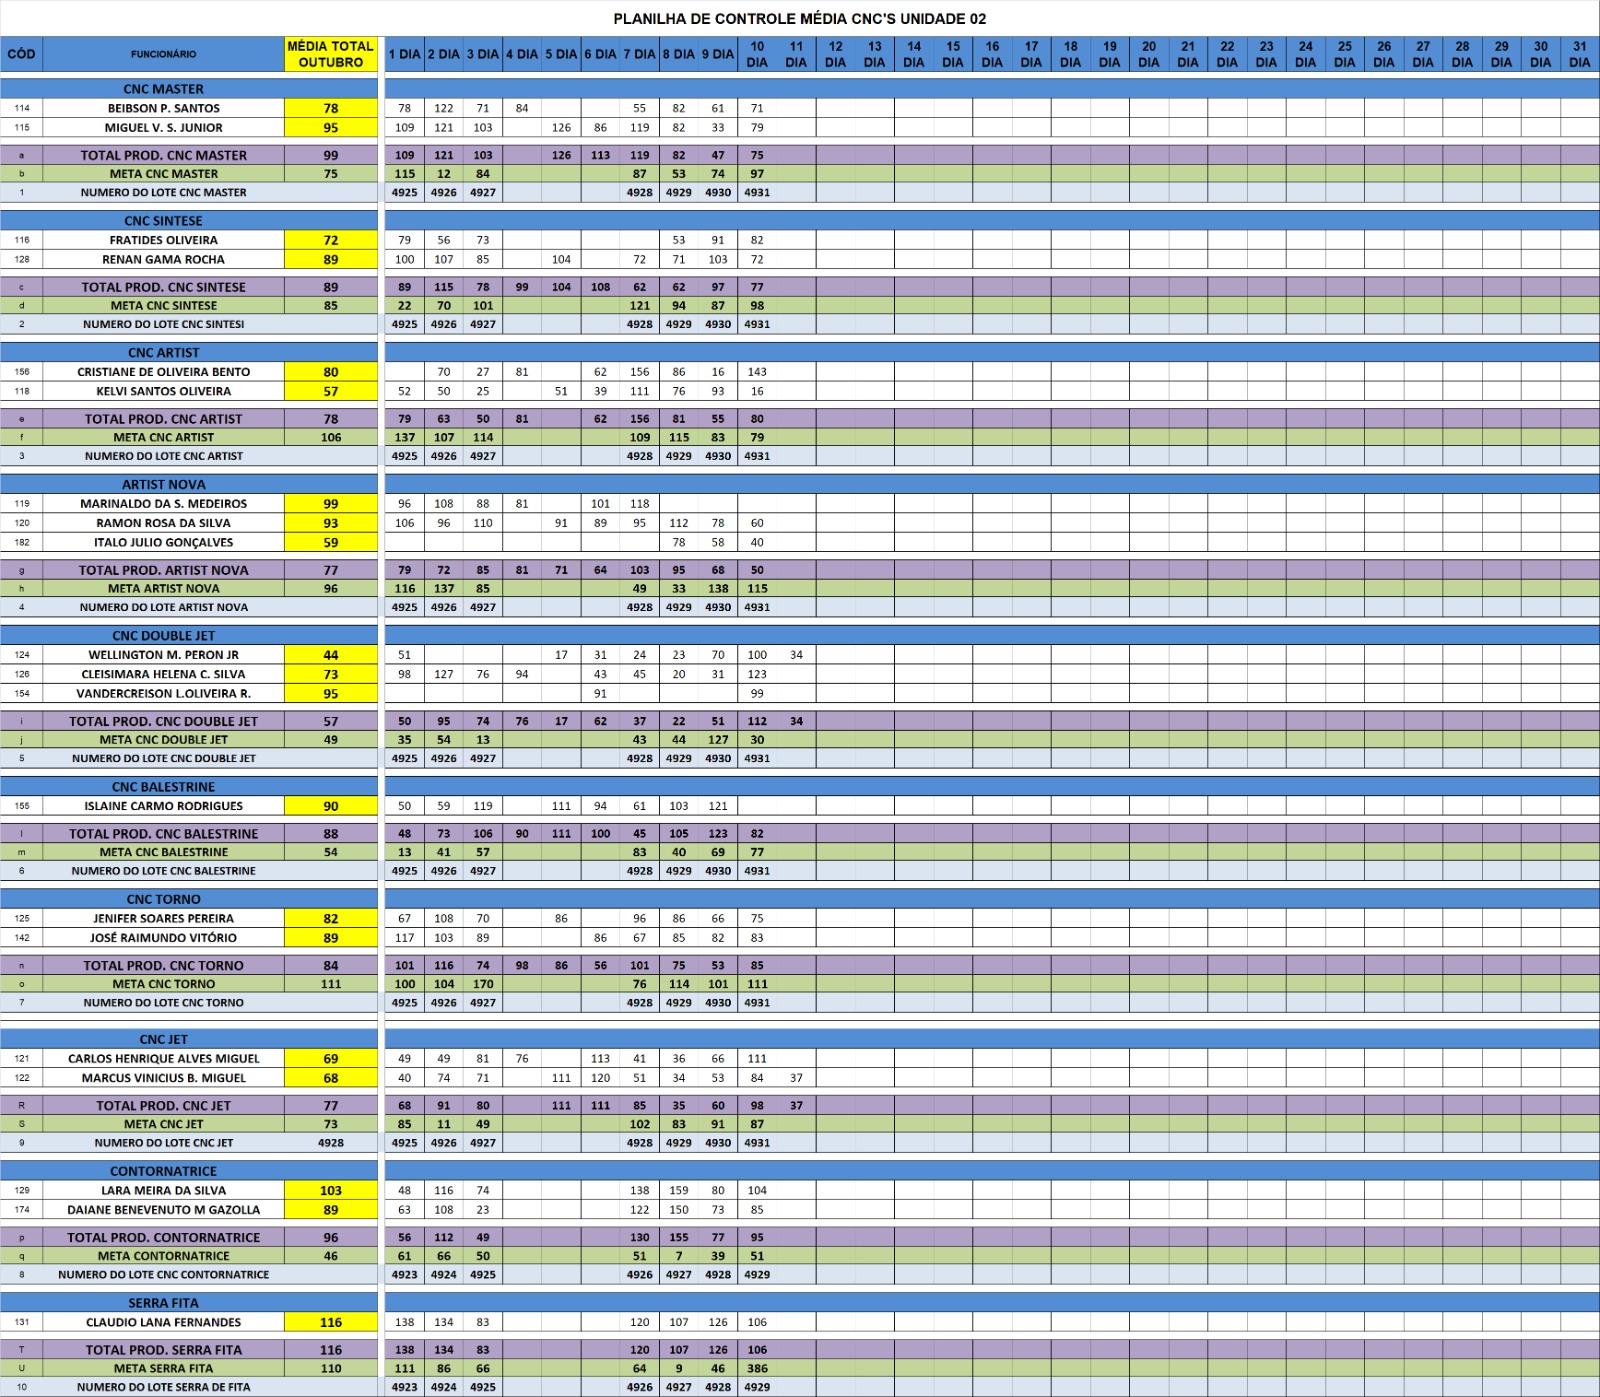 PLANILHA DE CONTROLE MÉDIA CNC'S UNIDADE 02
CÓD FUNCIONÁRIO MÉDIA TOTAL OUTUBRO 1 DIA 2 DIA 3 DIA 4 DIA 5 DIA 6 DIA 7 DIA 8 DIA 9 DIA 10 DIA 11 DIA 12 DIA 13 DIA 14 DIA 15 DIA 16 DIA 17 DIA 18 DIA 19 DIA 20 DIA 21 DIA 22 DIA 23 DIA 24 DIA 25 DIA 26 DIA 27 DIA 28 DIA 29 DIA 30 DIA 31 DIA
CNC MASTER
114 BEIBSON P. SANTOS 78 78 122 71 84 55 82 61 71
115 MIGUEL V. S. JUNIOR 95 109 121 103 126 86 119 82 33 79
a TOTAL PROD. CNC MASTER 99 109 121 103 126 113 119 82 47 75
b META CNC MASTER 75 115 12 84 87 53 74 97
1 NUMERO DO LOTE CNC MASTER 4925 4926 4927 4928 4929 4930 4931
CNC SINTESE
116 FRATIDES OLIVEIRA 72 79 56 73 53 91 82
128 RENAN GAMA ROCHA 89 100 107 85 104 72 71 103 72
c TOTAL PROD. CNC SINTESE 89 89 115 78 99 104 108 62 62 97 77
d META CNC SINTESE 85 22 70 101 121 94 87 98
2 NUMERO DO LOTE CNC SINTESI 4925 4926 4927 4928 4929 4930 4931
CNC ARTIST
156 CRISTIANE DE OLIVEIRA BENTO 80 70 27 81 62 156 86 16 143
118 KELVI SANTOS OLIVEIRA 57 52 50 25 51 39 111 76 93 16
e TOTAL PROD. CNC ARTIST 78 79 63 50 81 62 156 81 55 80
f META CNC ARTIST 106 137 107 114 109 115 83 79
3 NUMERO DO LOTE CNC ARTIST 4925 4926 4927 4928 4929 4930 4931
ARTIST NOVA
119 MARINALDO DA S. MEDEIROS 99 96 108 88 81 101 118
120 RAMON ROSA DA SILVA 93 106 96 110 91 89 95 112 78 60
182 ITALO JULIO GONÇALVES 59 78 58 40
g TOTAL PROD. ARTIST NOVA 77 79 72 85 81 71 64 103 95 68 50
h META ARTIST NOVA 96 116 137 85 49 33 138 115
4 NUMERO DO LOTE ARTIST NOVA 4925 4926 4927 4928 4929 4930 4931
CNC DOUBLE JET
124 WELLINGTON M. PERON JR 44 51 17 31 24 23 70 100 34
126 CLEISIMARA HELENA C. SILVA 73 98 127 76 94 43 45 20 31 123
154 VANDERCREISON L.OLIVEIRA R. 95 91 99
i TOTAL PROD. CNC DOUBLE JET 57 50 95 74 76 17 62 37 22 51 112 34
j META CNC DOUBLE JET 49 35 54 13 43 44 127 30
5 NUMERO DO LOTE CNC DOUBLE JET 4925 4926 4927 4928 4929 4930 4931
CNC BALESTRINE
155 ISLAINE CARMO RODRIGUES 90 50 59 119 111 94 61 103 121
l TOTAL PROD. CNC BALESTRINE 88 48 73 106 90 111 100 45 105 123 82
m META CNC BALESTRINE 54 13 41 57 83 40 69 77
6 NUMERO DO LOTE CNC BALESTRINE 4925 4926 4927 4928 4929 4930 4931
CNC TORNO
125 JENIFER SOARES PEREIRA 82 67 108 70 86 96 86 66 75
142 JOSÉ RAIMUNDO VITÓRIO 89 117 103 89 86 67 85 82 83
n TOTAL PROD. CNC TORNO 84 101 116 74 98 86 56 101 75 53 85
o META CNC TORNO 111 100 104 170 76 114 101 111
7 NUMERO DO LOTE CNC TORNO 4925 4926 4927 4928 4929 4930 4931
CNC JET
121 CARLOS HENRIQUE ALVES MIGUEL 69 49 49 81 76 113 41 36 66 111
122 MARCUS VINICIUS B. MIGUEL 68 40 74 71 111 120 51 34 53 84 37
R TOTAL PROD. CNC JET 77 68 91 80 111 111 85 35 60 98 37
S META CNC JET 73 85 11 49 102 83 91 87
9 NUMERO DO LOTE CNC JET 4928 4925 4926 4927 4928 4929 4930 4931
CONTORNATRICE
129 LARA MEIRA DA SILVA 103 48 116 74 138 159 80 104
174 DAIANE BENEVENUTO M GAZOLLA 89 63 108 23 122 150 73 85
p TOTAL PROD. CONTORNATRICE 96 56 112 49 130 155 77 95
q META CONTORNATRICE 46 61 66 50 51 7 39 51
8 NUMERO DO LOTE CNC CONTORNATRICE 4923 4924 4925 4926 4927 4928 4929
SERRA FITA
131 CLAUDIO LANA FERNANDES 116 138 134 83 120 107 126 106
T TOTAL PROD. SERRA FITA 116 138 134 83 120 107 126 106
U META SERRA FITA 110 111 86 66 64 9 46 386
10 NUMERO DO LOTE SERRA DE FITA 4923 4924 4925 4926 4927 4928 4929